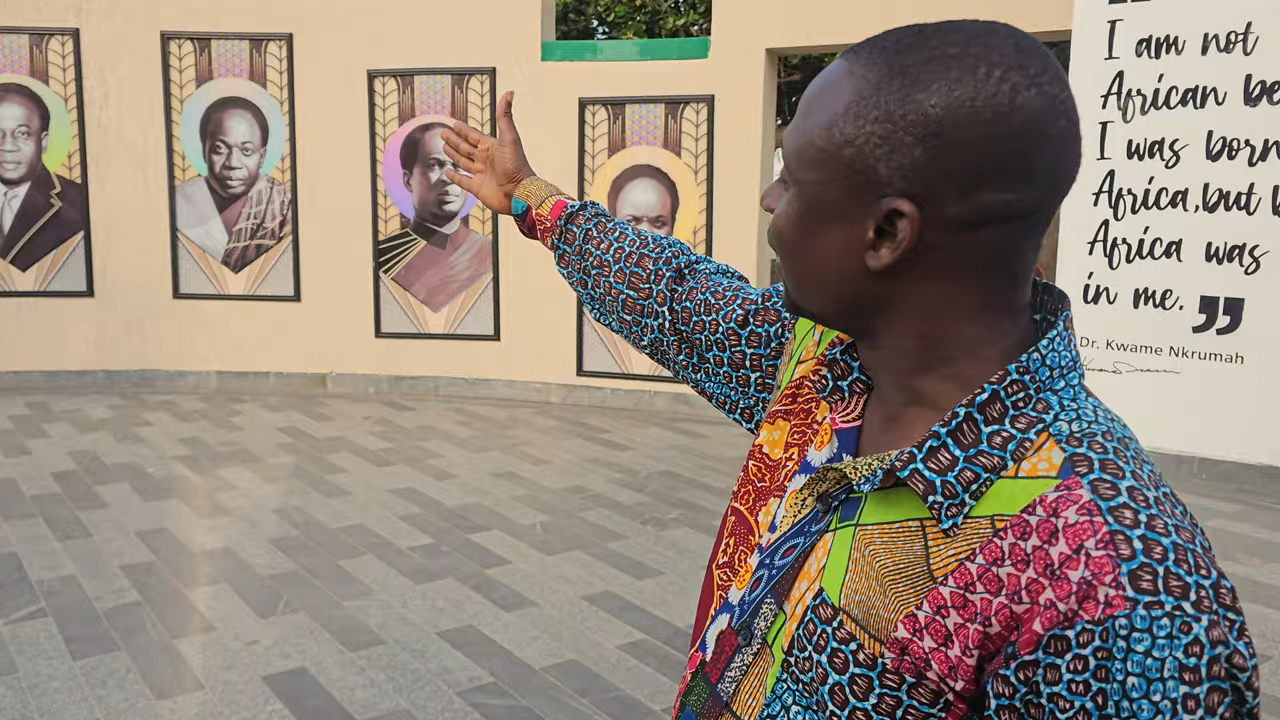 I am not
African be
I was born
Africa, but b
Africa was
in me.
Dr. Kwame Nkrumah